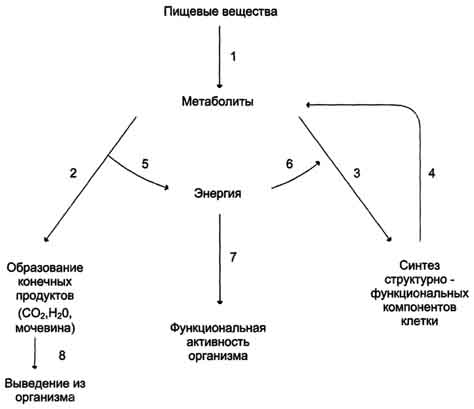 Пищевые вещества
1
Метаболиты
2
5
6
3
4
Энергия
7
Образование
конечных
продуктов
(CO2,H20,
мочевина)
Синтез
структурно -
функциональных
компонентов
клетки
Функциональная
активность
организма
8
Выведение из
организма